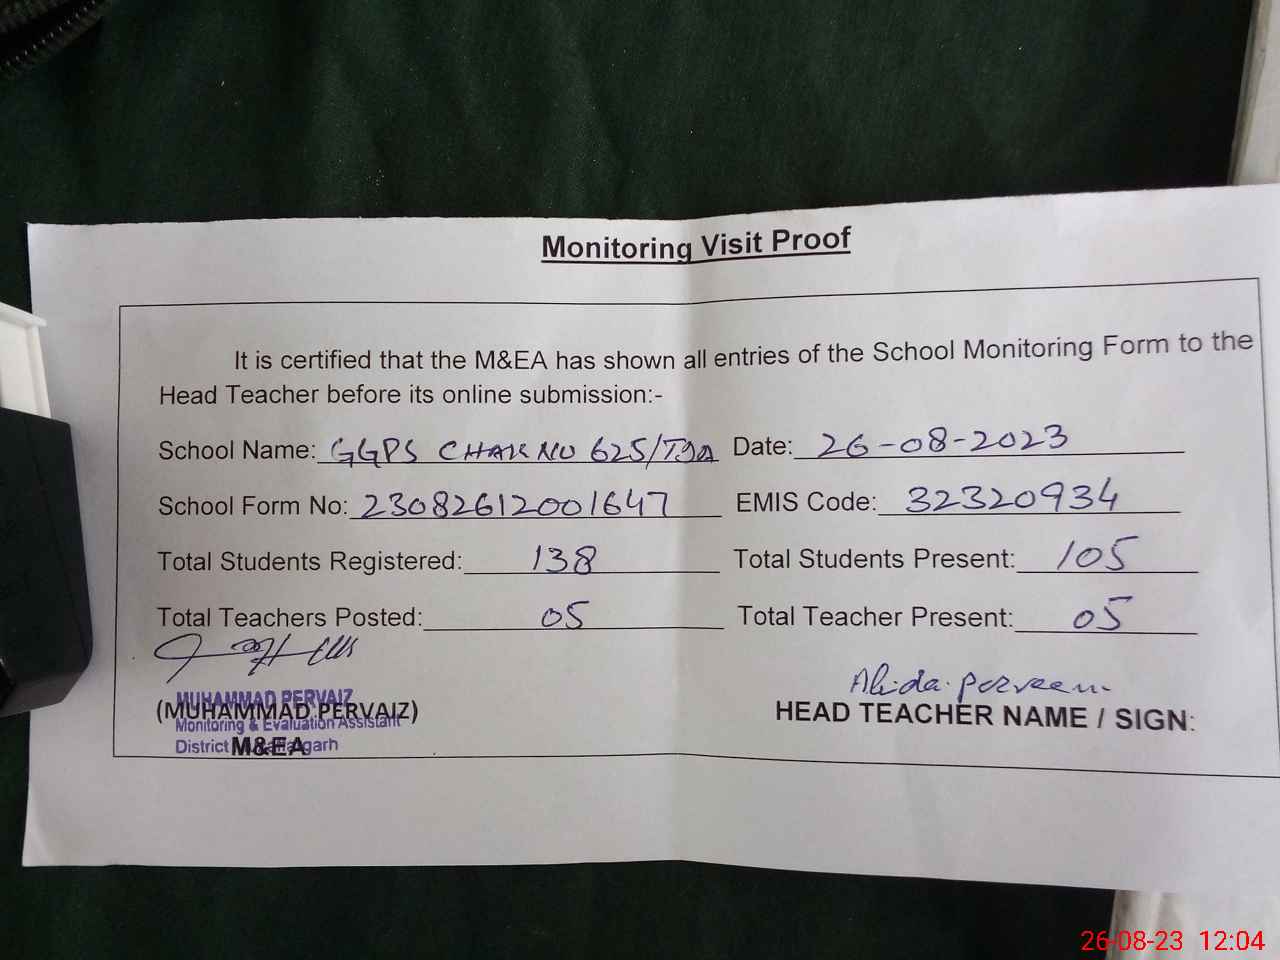 Monitoring Visit Proof
It is certified that the M&EA has shown all entries of the School Monitoring Form to the
Head Teacher before its online submission:-
School Name: GGPS CHAK NO 625/TDA Date: 26-08-2023
School Form No: 23082612001647 EMIS Code: 32320934
Total Students Registered: 138 Total Students Present: 105
Total Teachers Posted: 05 Total Teacher Present: 05
Abida Perveen
MUHAMMAD PERVAIZ
(MUHAMMAD PERVAIZ) HEAD TEACHER NAME / SIGN:
Monitoring & Evaluation Assistant
District
M&EA
26-08-23 12:04